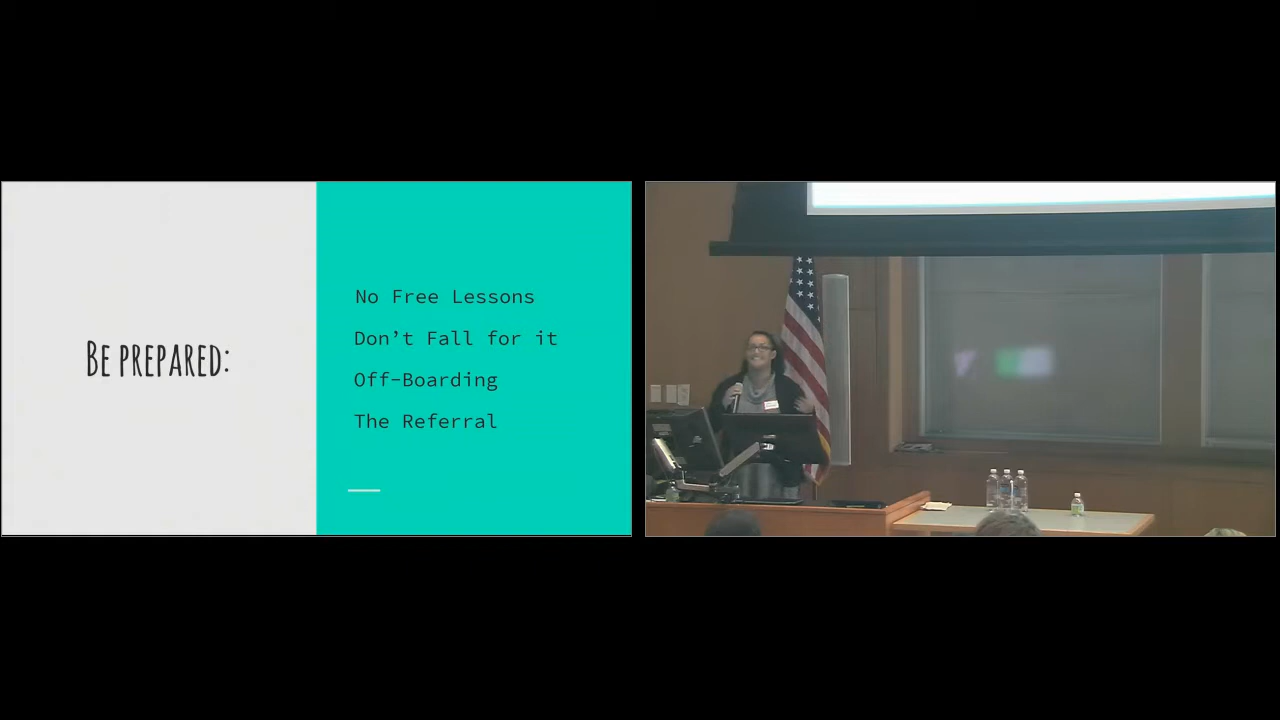 Be prepared:
No Free Lessons
Don’t Fall for it
Off-Boarding
The Referral